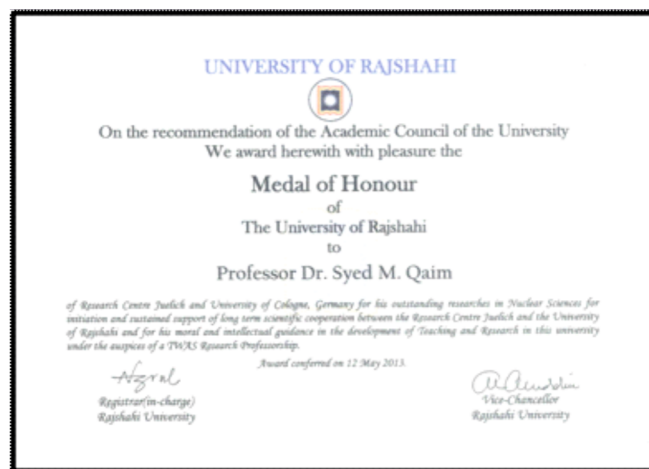 UNIVERSITY OF RAJSHAHI
On the recommendation of the Academic Council of the University
We award herewith with pleasure the
Medal of Honour
of
The University of Rajshahi
to
Professor Dr. Syed M. Qaim
of Research Centre Juelich and University of Cologne, Germany for his outstanding researches in Nuclear Sciences for
initiation and sustained support of long term scientific cooperation between the Research Centre Juelich and the University
of Rajshahi and for his moral and intellectual guidance in the development of Teaching and Research in this university
under the auspices of a TWAS Research Professorship.
Award conferred on 12 May 2013.
Registrar(in-charge)
Rajshahi University
Vice-Chancellor
Rajshahi University